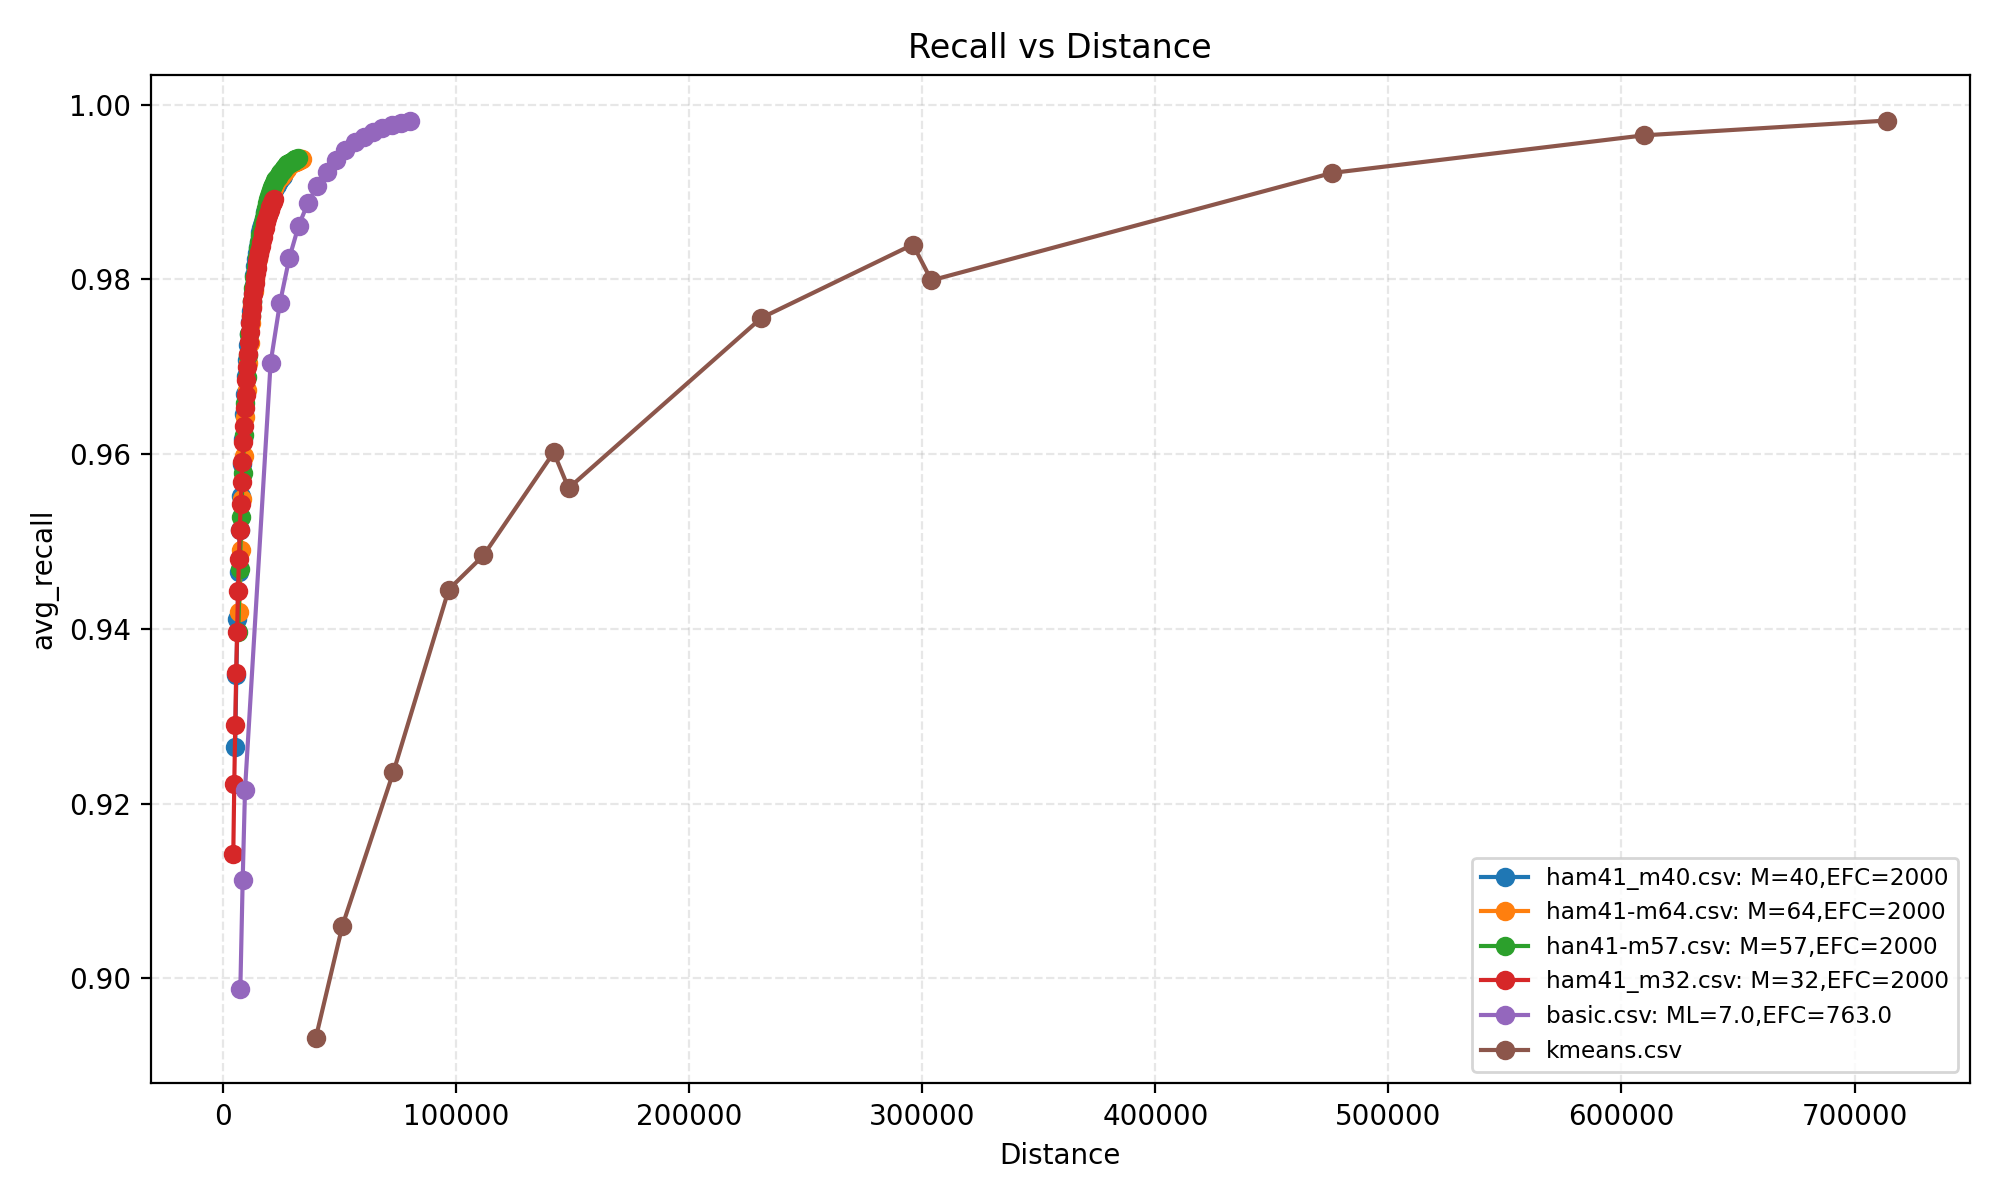 Recall vs Distance
1.00
0.98
0.96
0.94
0.92
0.90
avg_recall
0
100000
200000
300000
400000
500000
600000
700000
Distance
ham41_m40.csv: M=40,EFC=2000
ham41-m64.csv: M=64,EFC=2000
han41-m57.csv: M=57,EFC=2000
ham41_m32.csv: M=32,EFC=2000
basic.csv: ML=7.0,EFC=763.0
kmeans.csv